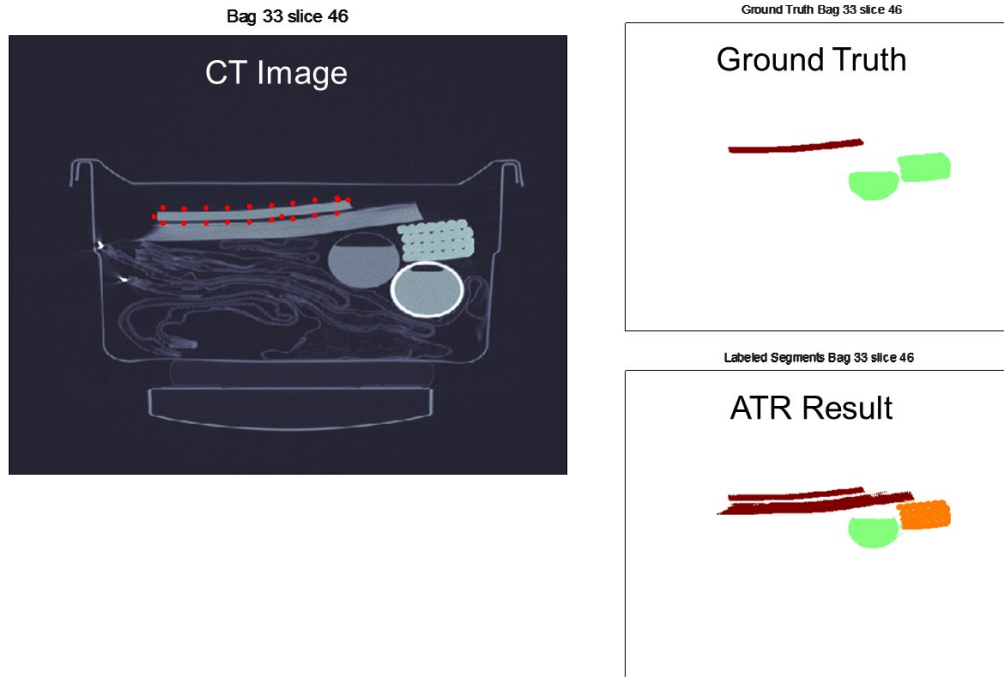 Bag 33 slice 46
CT Image
Ground Truth Bag 33 slice 46
Ground Truth
Labeled Segments Bag 33 slice 46
ATR Result